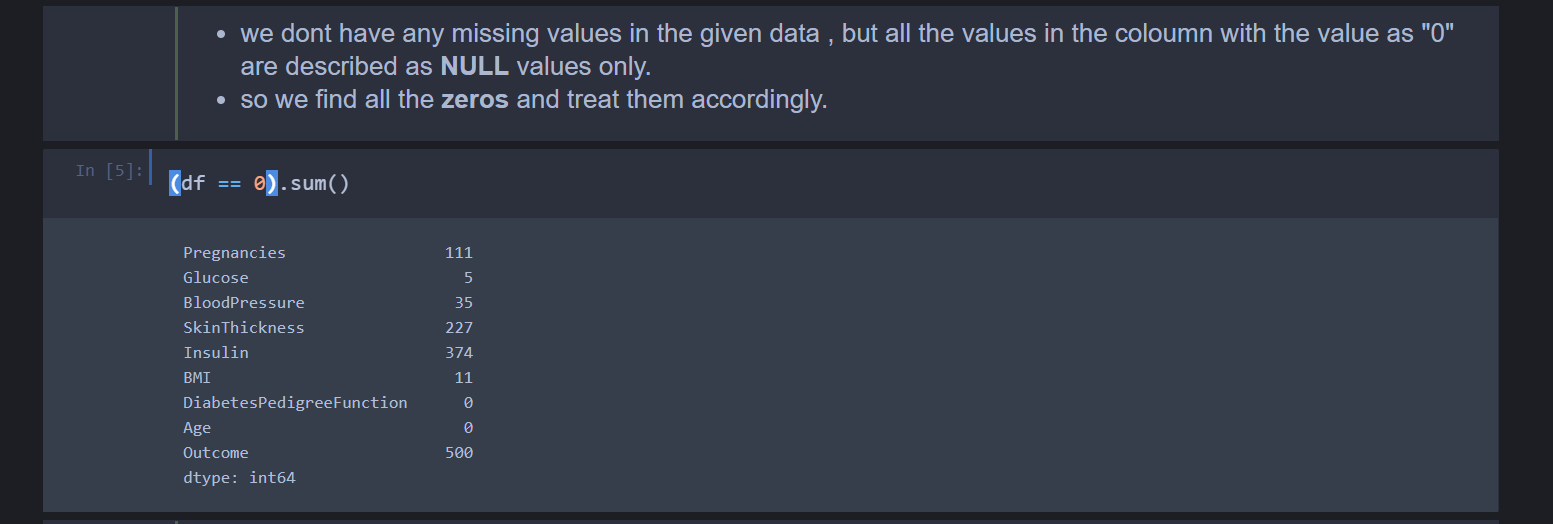 we dont have any missing values in the given data , but all the values in the coloumn with the value as "0"
are described as NULL values only.
so we find all the zeros and treat them accordingly.
In [5]: (df == 0).sum()
Pregnancies 111
Glucose 5
BloodPressure 35
SkinThickness 227
Insulin 374
BMI 11
DiabetesPedigreeFunction 0
Age 0
Outcome 500
dtype: int64